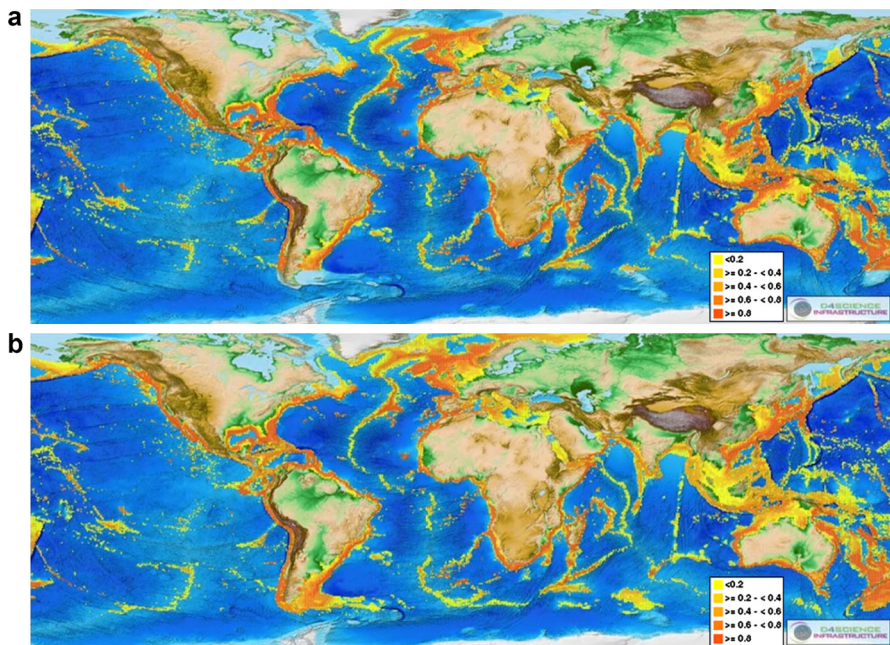 a
<0.2
>= 0.2 - < 0.4
>= 0.4 - < 0.6
>= 0.6 - < 0.8
>= 0.8
D4SCIENCE
INFRASTRUCTURE
b
<0.2
>= 0.2 - < 0.4
>= 0.4 - < 0.6
>= 0.6 - < 0.8
>= 0.8
D4SCIENCE
INFRASTRUCTURE